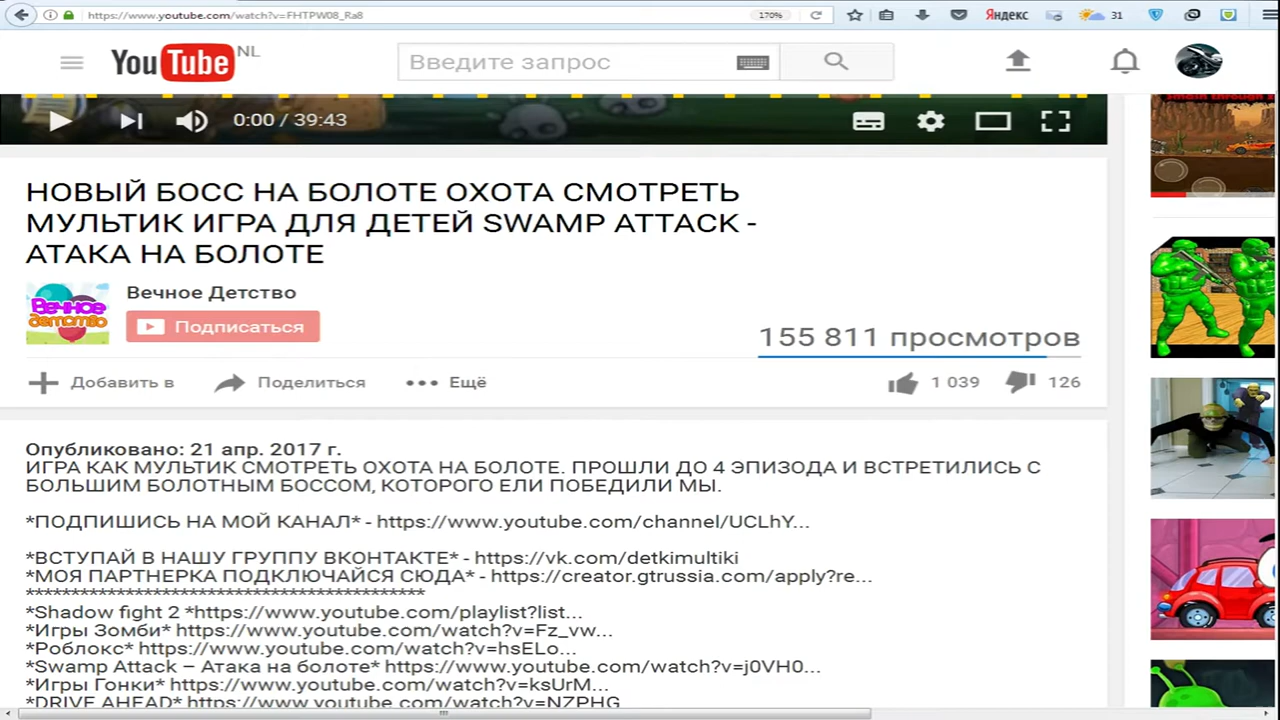 https://www.youtube.com/watch?v=FHTPW08_Ra8
170%
Яндекс
31
YouTube NL
Введите запрос
0:00 / 39:43
НОВЫЙ БОСС НА БОЛОТЕ ОХОТА СМОТРЕТЬ
МУЛЬТИК ИГРА ДЛЯ ДЕТЕЙ SWAMP ATTACK -
АТАКА НА БОЛОТЕ
Вечное Детство
Вечное
детство
Подписаться
155 811 просмотров
Добавить в
Поделиться
Ещё
1 039
126
Опубликовано: 21 апр. 2017 г.
ИГРА КАК МУЛЬТИК СМОТРЕТЬ ОХОТА НА БОЛОТЕ. ПРОШЛИ ДО 4 ЭПИЗОДА И ВСТРЕТИЛИСЬ С
БОЛЬШИМ БОЛОТНЫМ БОССОМ, КОТОРОГО ЕЛИ ПОБЕДИЛИ МЫ.
*ПОДПИШИСЬ НА МОЙ КАНАЛ* - https://www.youtube.com/channel/UCLhY...
*ВСТУПАЙ В НАШУ ГРУППУ ВКОНТАКТЕ* - https://vk.com/detkimultiki
*МОЯ ПАРТНЕРКА ПОДКЛЮЧАЙСЯ СЮДА* - https://creator.gtrussia.com/apply?re...
******************************************
*Shadow fight 2 *https://www.youtube.com/playlist?list...
*Игры Зомби* https://www.youtube.com/watch?v=Fz_vw...
*Роблокс* https://www.youtube.com/watch?v=hsELo...
*Swamp Attack – Атака на болоте* https://www.youtube.com/watch?v=j0VH0...
*Игры Гонки* https://www.youtube.com/watch?v=ksUrM...
*DRIVE AHEAD* https://www.youtube.com/watch?v=NZPHG